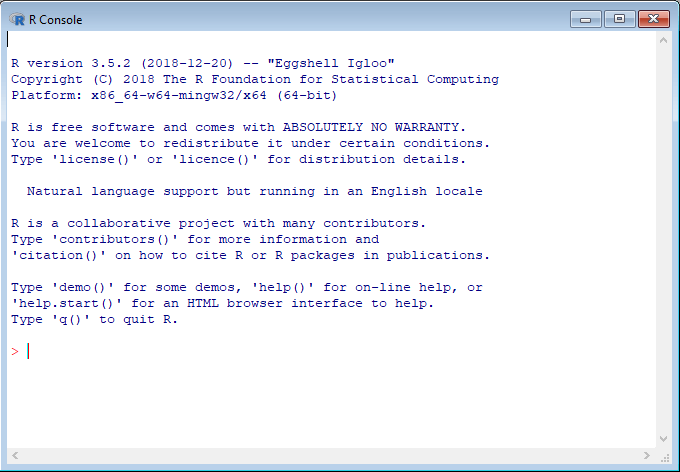 R Console
R version 3.5.2 (2018-12-20) -- "Eggshell Igloo"
Copyright (C) 2018 The R Foundation for Statistical Computing
Platform: x86_64-w64-mingw32/x64 (64-bit)
R is free software and comes with ABSOLUTELY NO WARRANTY.
You are welcome to redistribute it under certain conditions.
Type 'license()' or 'licence()' for distribution details.
Natural language support but running in an English locale
R is a collaborative project with many contributors.
Type 'contributors()' for more information and
'citation()' on how to cite R or R packages in publications.
Type 'demo()' for some demos, 'help()' for on-line help, or
'help.start()' for an HTML browser interface to help.
Type 'q()' to quit R.
>